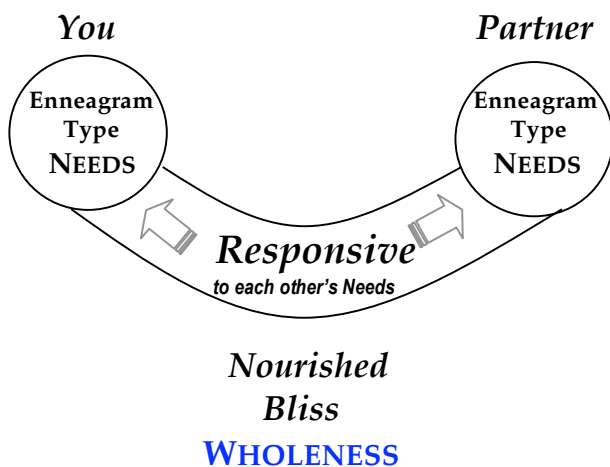 You
Partner
Enneagram
Type
NEEDS
Enneagram
Type
NEEDS
Responsive
to each other's Needs
Nourished
Bliss
WHOLENESS